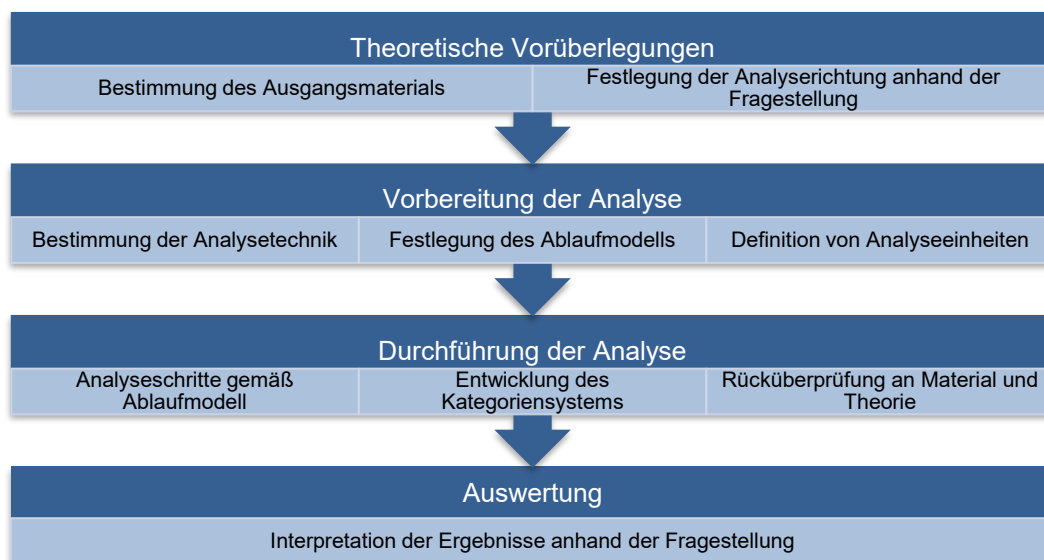 Theoretische Vorüberlegungen
Bestimmung des Ausgangsmaterials
Festlegung der Analyserichtung anhand der
Fragestellung
Vorbereitung der Analyse
Bestimmung der Analysetechnik
Festlegung des Ablaufmodells
Definition von Analyseeinheiten
Durchführung der Analyse
Analyseschritte gemäß
Ablaufmodell
Entwicklung des
Kategoriensystems
Rücküberprüfung an Material und
Theorie
Auswertung
Interpretation der Ergebnisse anhand der Fragestellung